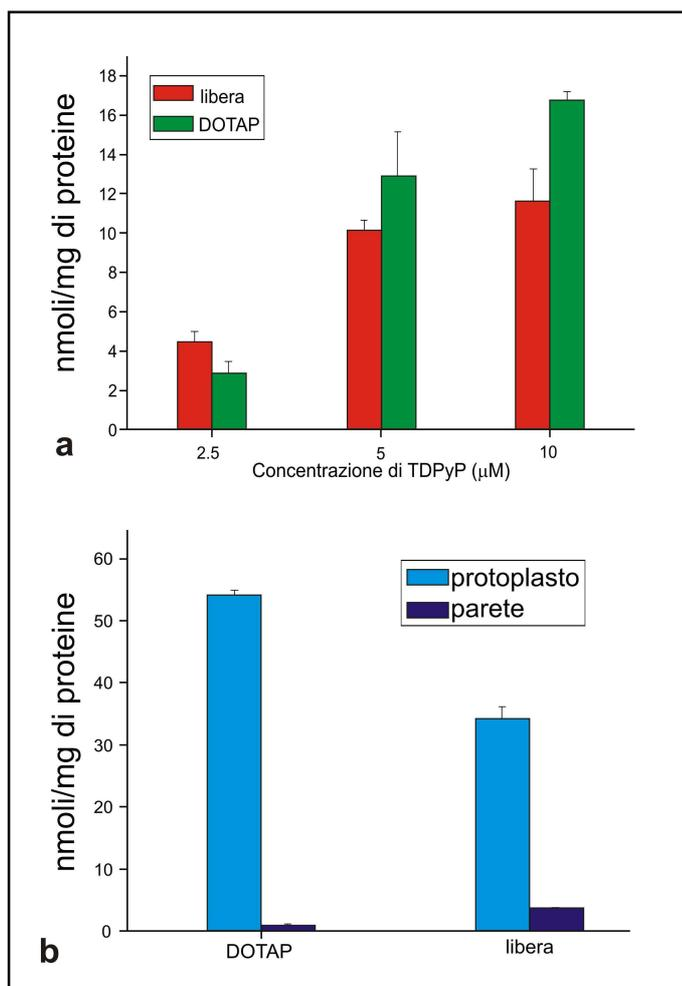 nmoli/mg di proteine
18
16
14
12
10
8
6
4
2
0
libera
DOTAP
2.5
5
10
Concentrazione di TDPyP (µM)
a
nmoli/mg di proteine
60
50
40
30
20
10
0
protoplasto
parete
DOTAP
libera
b